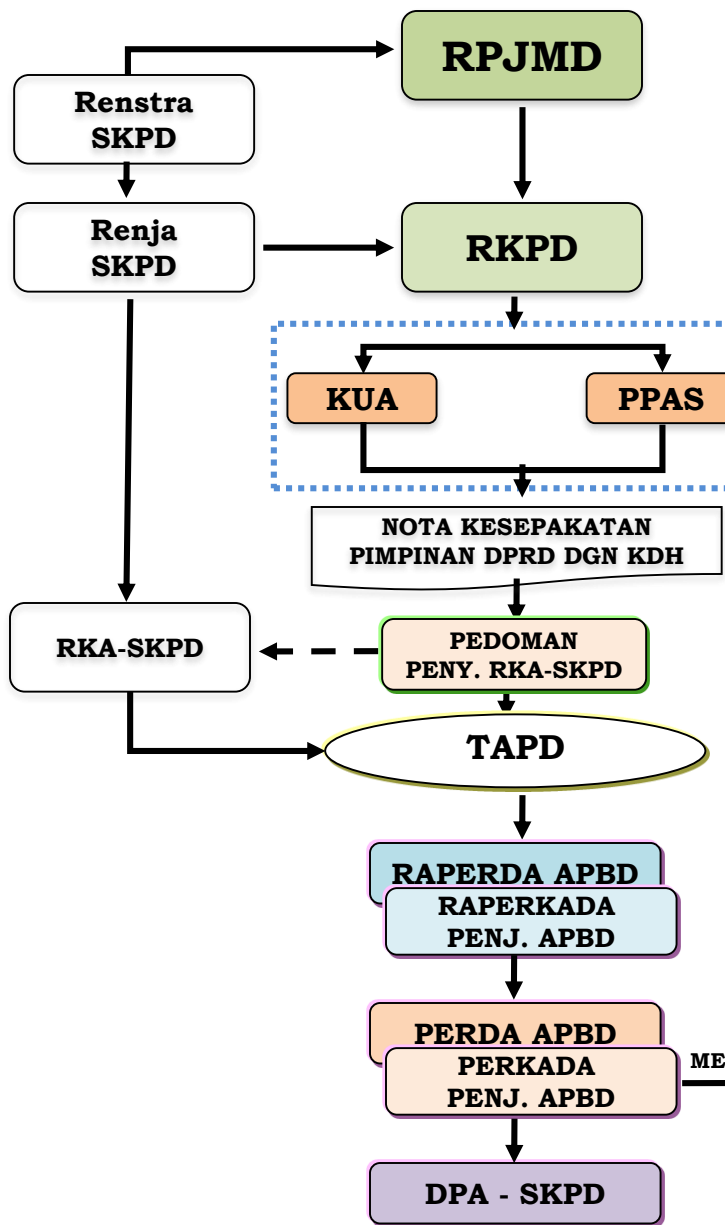 RPJMD
Renstra
SKPD
Renja
SKPD
RKPD
KUA
PPAS
NOTA KESEPAKATAN
PIMPINAN DPRD DGN KDH
RKA-SKPD
PEDOMAN
PENY. RKA-SKPD
TAPD
RAPERDA APBD
RAPERKADA
PENJ. APBD
PERDA APBD
PERKADA
PENJ. APBD
ME
DPA - SKPD